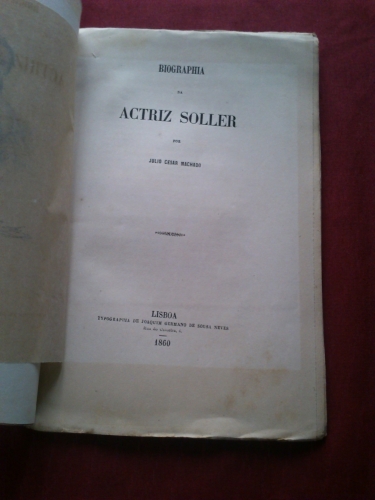 BIOGRAPHIA
DA
ACTRIZ SOLLER
POR
JULIO CESAR MACHADO
LISBOA
TYPOGRAPHIA DE JOAQUIM GERMANO DE SOUSA NEVES
1860